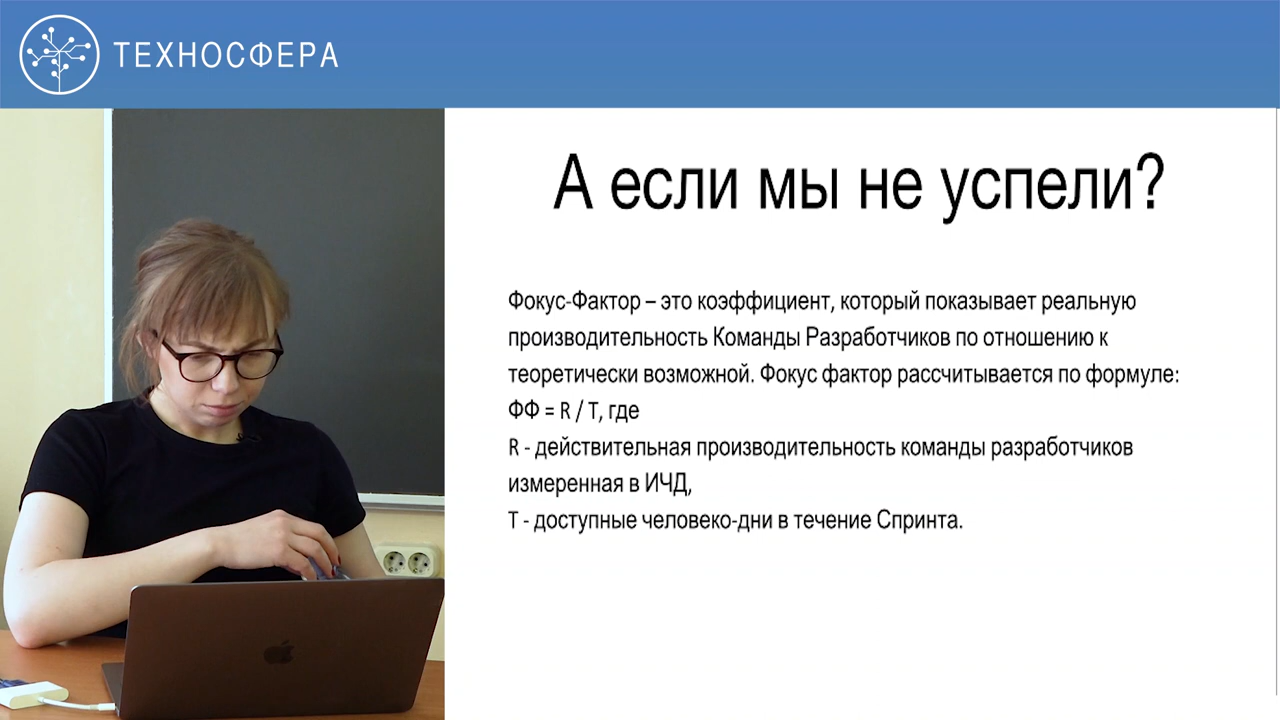 ТЕХНОСФЕРА
А если мы не успели?
Фокус-Фактор – это коэффициент, который показывает реальную
производительность Команды Разработчиков по отношению к
теоретически возможной. Фокус фактор рассчитывается по формуле:
ФФ = R / T, где
R - действительная производительность команды разработчиков
измеренная в ИЧД,
T - доступные человеко-дни в течение Спринта.